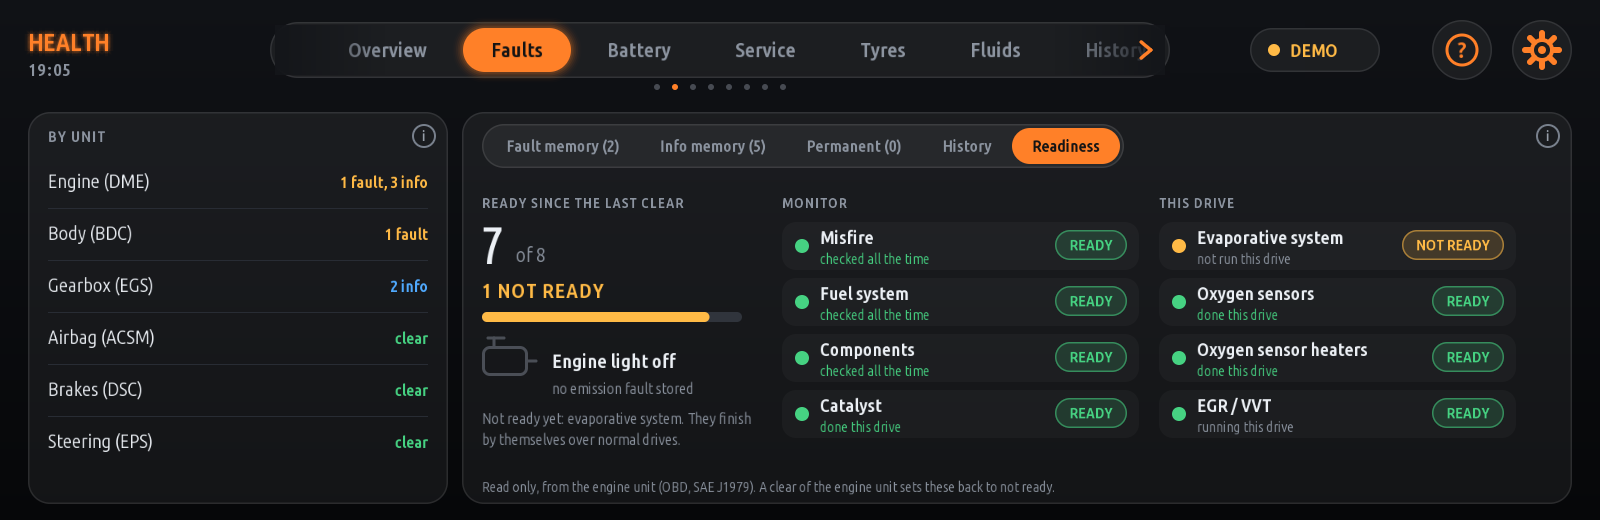 HEALTH
19:05
Overview
Faults
Battery
Service
Tyres
Fluids
History
DEMO
?
BY UNIT
i
Engine (DME)
1 fault, 3 info
Body (BDC)
1 fault
Gearbox (EGS)
2 info
Airbag (ACSM)
clear
Brakes (DSC)
clear
Steering (EPS)
clear
Fault memory (2)
Info memory (5)
Permanent (0)
History
Readiness
i
READY SINCE THE LAST CLEAR
7 of 8
1 NOT READY
Engine light off
no emission fault stored
Not ready yet: evaporative system. They finish
by themselves over normal drives.
MONITOR
Misfire
checked all the time
READY
Fuel system
checked all the time
READY
Components
checked all the time
READY
Catalyst
done this drive
READY
THIS DRIVE
Evaporative system
not run this drive
NOT READY
Oxygen sensors
done this drive
READY
Oxygen sensor heaters
done this drive
READY
EGR / VVT
running this drive
READY
Read only, from the engine unit (OBD, SAE J1979). A clear of the engine unit sets these back to not ready.